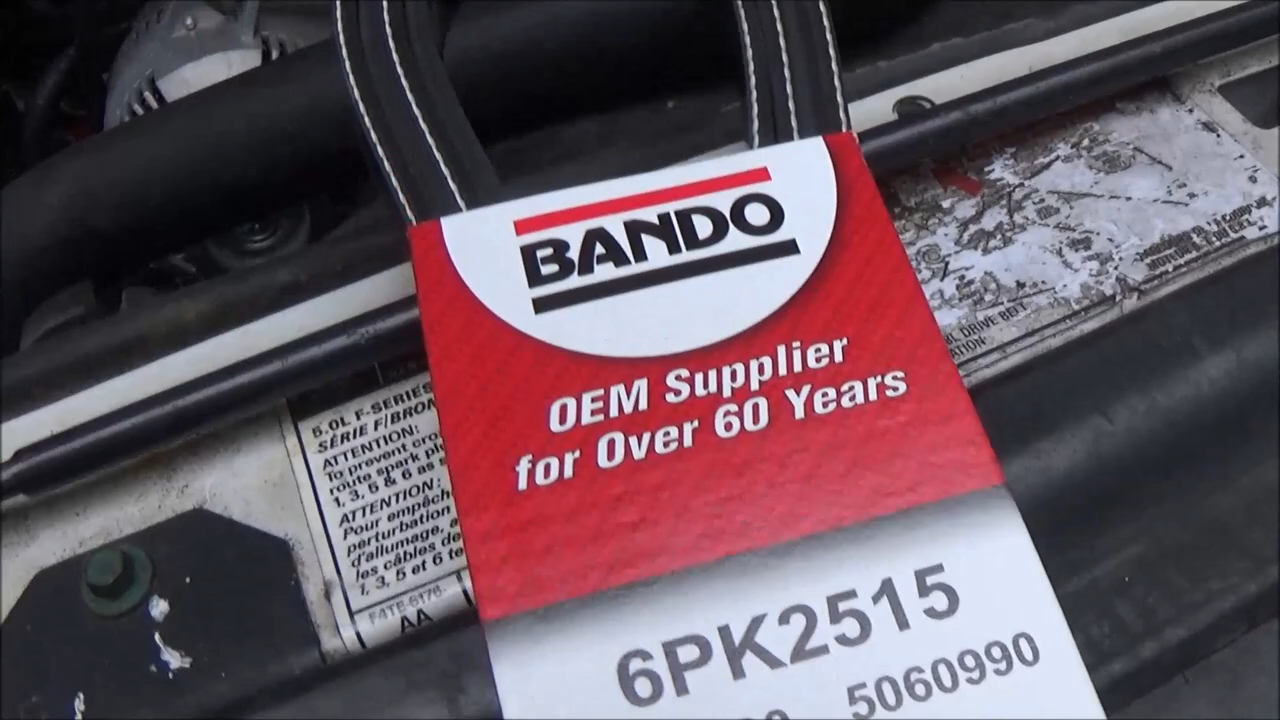 BANDO
OEM Supplier
for Over 60 Years
6PK2515
5060990
5.0L F-SERIES
SÉRIE F/BRON
ATTENTION:
To prevent cro
route spark pl
1, 3, 5 & 6 as
ATTENTION:
Pour empêch
perturbation
d'allumage, a
les câbles de
1, 3, 5 et 6 te
F4TE-6176-
AA
DRIVE BELT